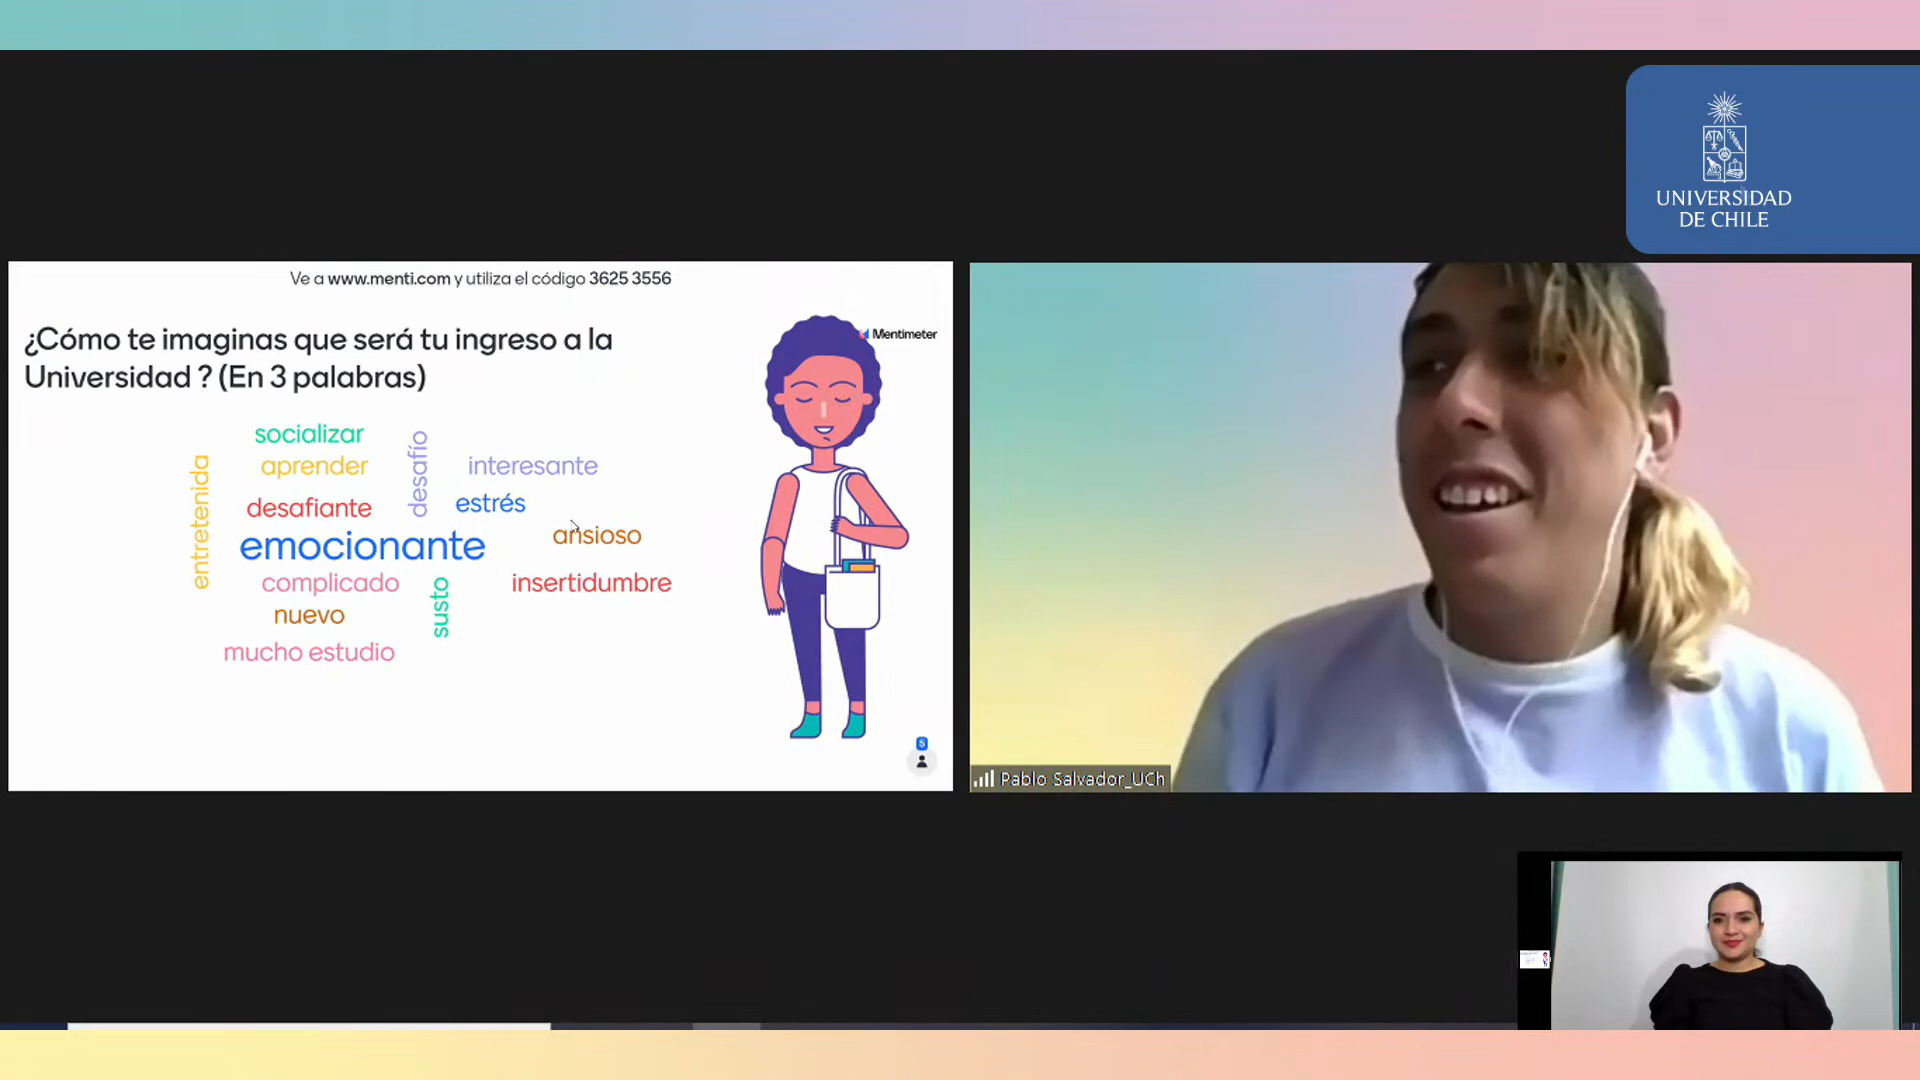 UNIVERSIDAD
DE CHILE
Ve a www.menti.com y utiliza el código 3625 3556
Mentimeter
¿Cómo te imaginas que será tu ingreso a la
Universidad ? (En 3 palabras)
socializar
aprender
desafío
interesante
entretenida
desafiante
estrés
ansioso
emocionante
complicado
susto
insertidumbre
nuevo
mucho estudio
5
Pablo Salvador_UCh